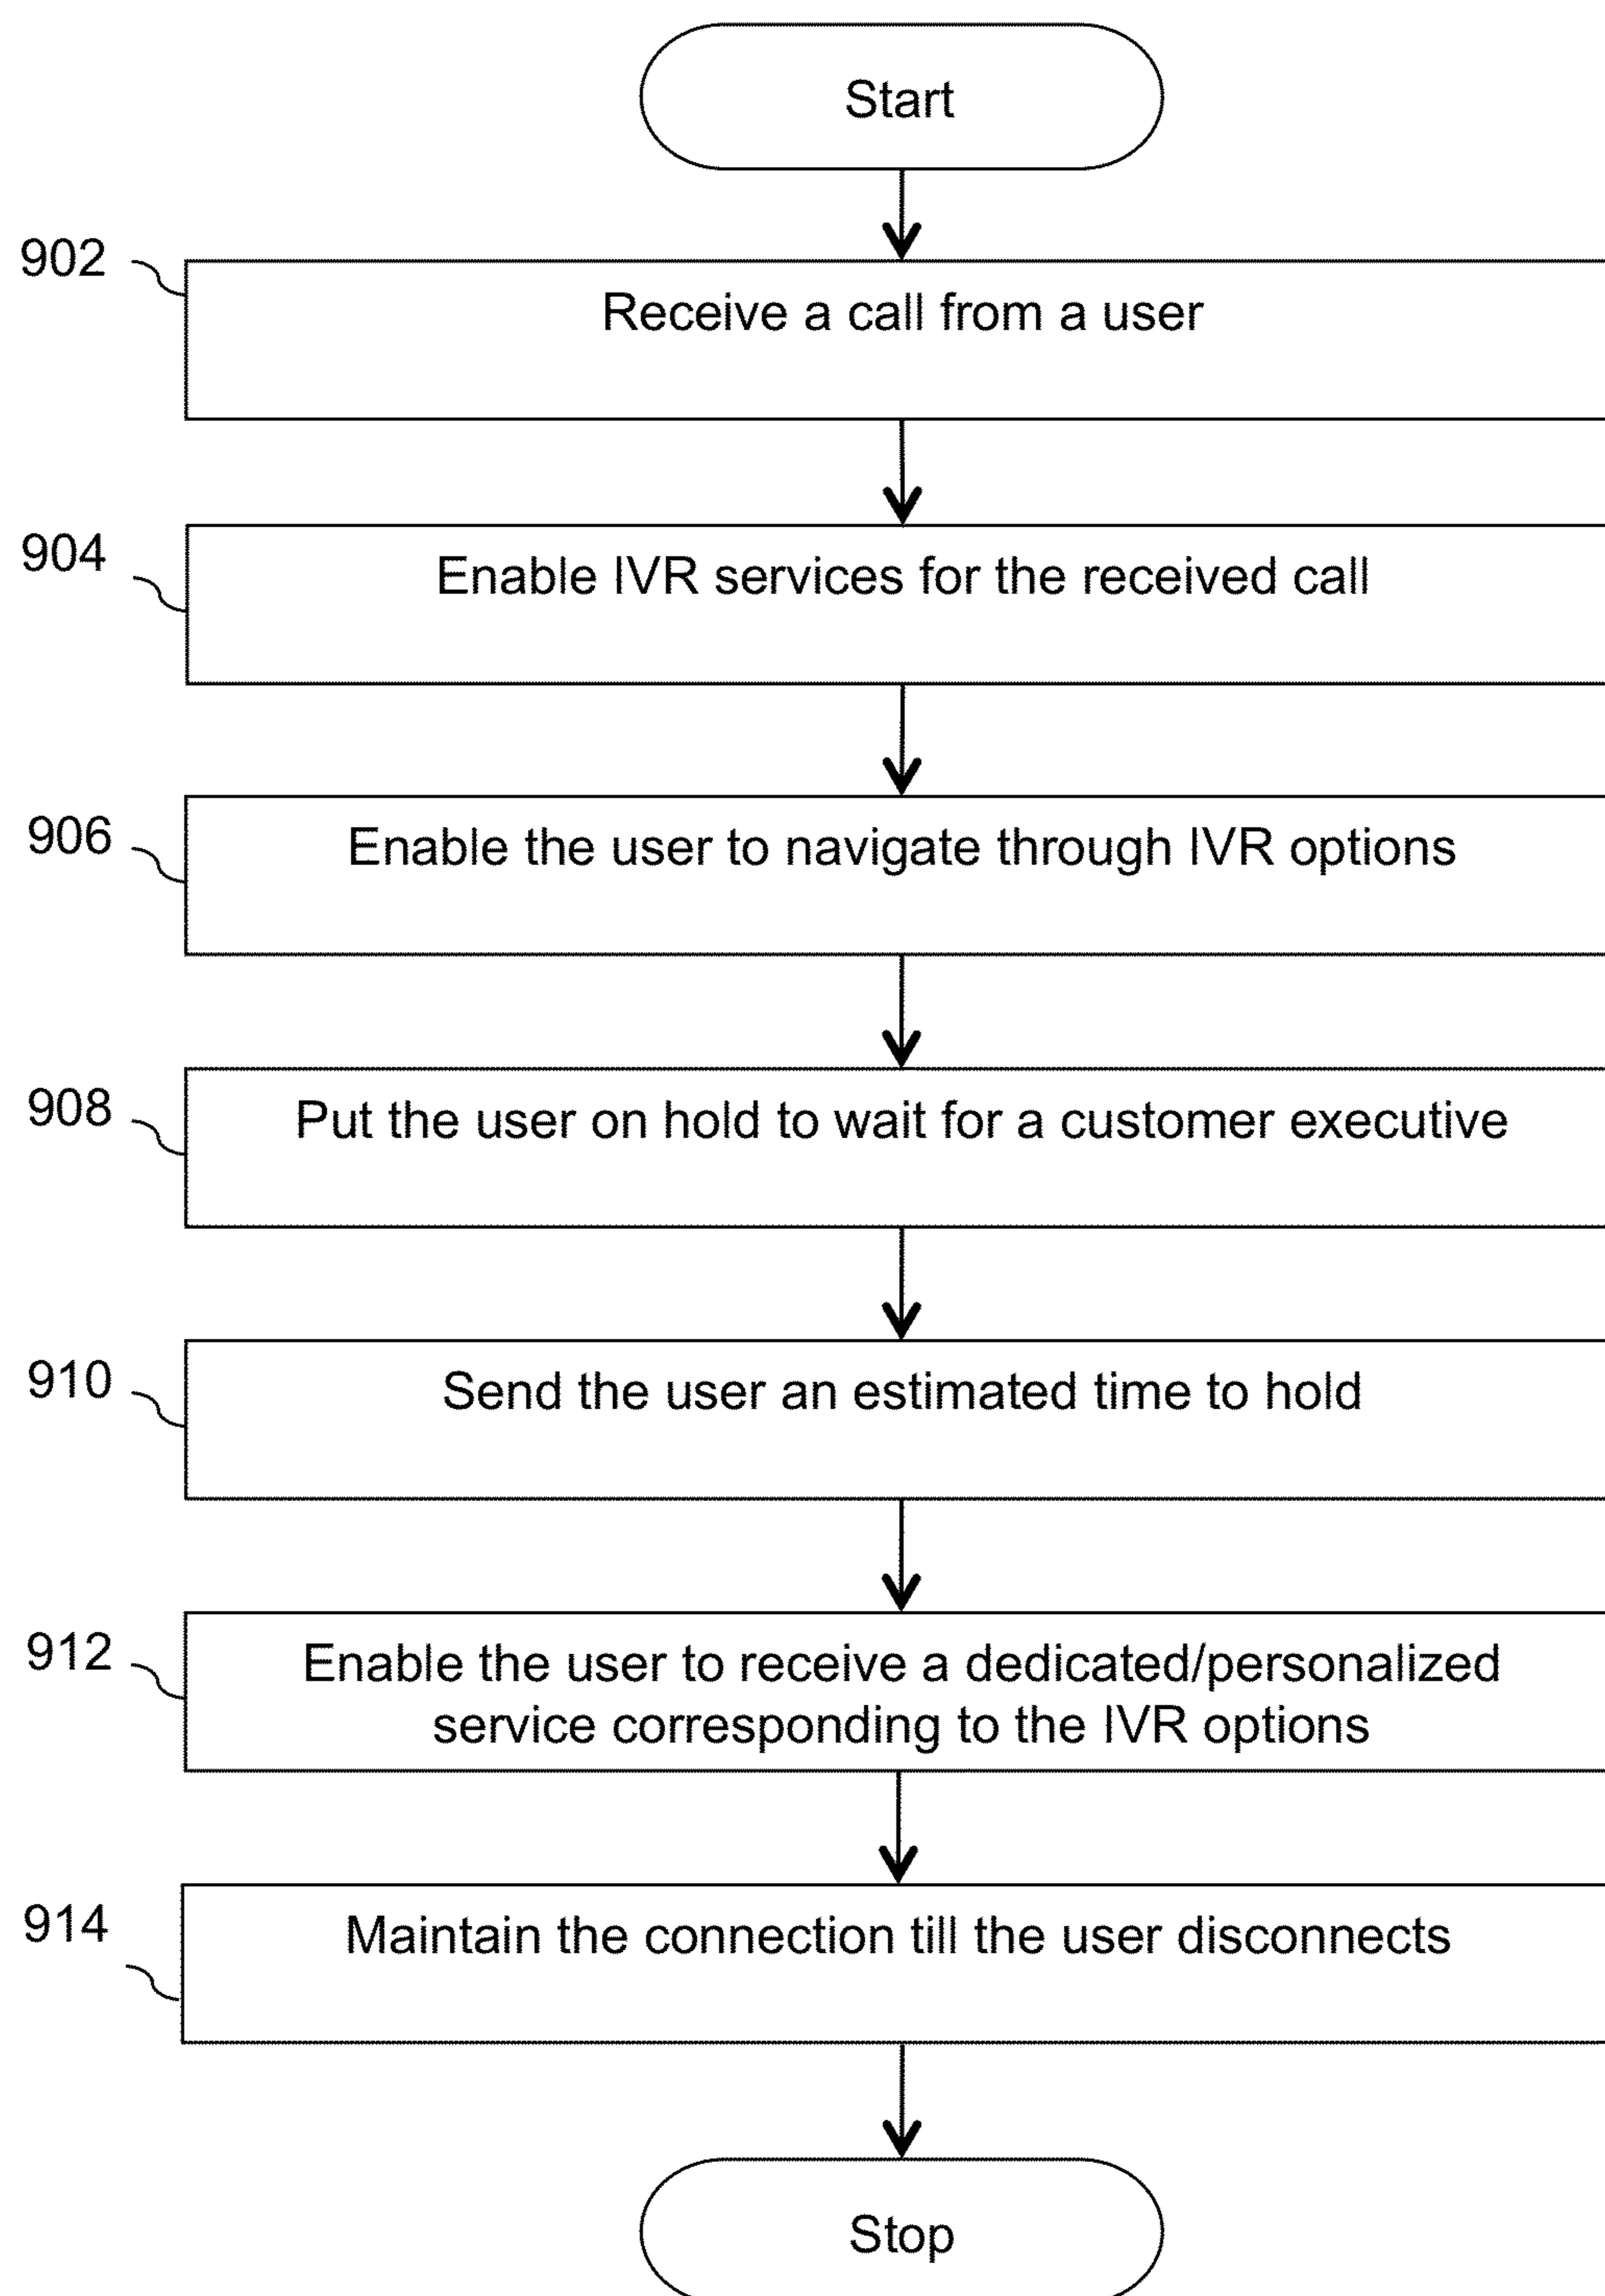 Start
902
Receive a call from a user
904
Enable IVR services for the received call
906
Enable the user to navigate through IVR options
908
Put the user on hold to wait for a customer executive
910
Send the user an estimated time to hold
912
Enable the user to receive a dedicated/personalized
service corresponding to the IVR options
914
Maintain the connection till the user disconnects
Stop